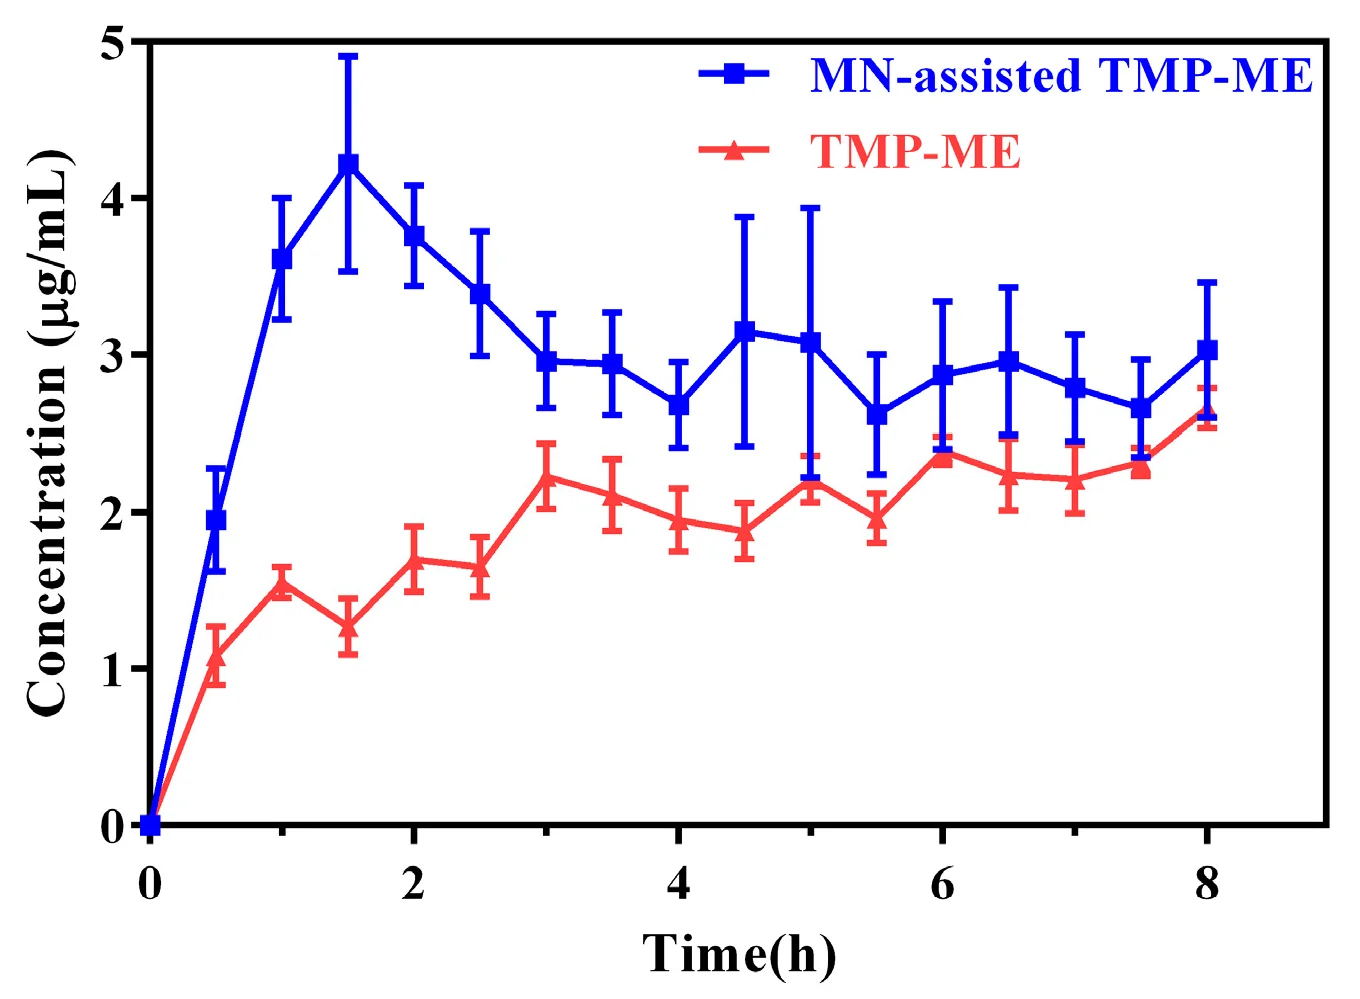 5
MN-assisted TMP-ME
TMP-ME
4
3
2
1
0
Concentration (μg/mL)
0 2 4 6 8
Time(h)